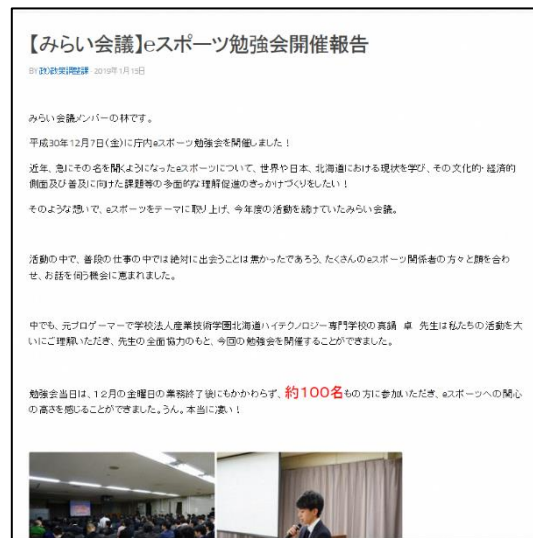 【みらい会議】eスポーツ勉強会開催報告
BY 政)政策調整課 2019年1月15日
みらい会議メンバーの林です。
平成30年12月7日(金)に庁内eスポーツ勉強会を開催しました！
近年、急にその名を聞くようになったeスポーツについて、世界や日本、北海道における現状を学び、その文化的・経済的
側面及び普及に向けた課題等の多面的な理解促進のきっかけづくりをしたい！
そのような想いで、eスポーツをテーマに取り上げ、今年度の活動を続けていたみらい会議。
活動の中で、普段の仕事の中では絶対に出会うことは無かったであろう、たくさんのeスポーツ関係者の方々と顔を合わ
せ、お話を伺う機会に恵まれました。
中でも、元プロゲーマーで学校法人産業技術学園北海道ハイテクノロジー専門学校の真鍋 卓 先生は私たちの活動を大
いにご理解いただき、先生の全面協力のもと、今回の勉強会を開催することができました。
勉強会当日は、12月の金曜日の業務終了後にもかかわらず、約100名もの方に参加いただき、eスポーツへの関心
の高さを感じることができました。うん。本当に凄い！